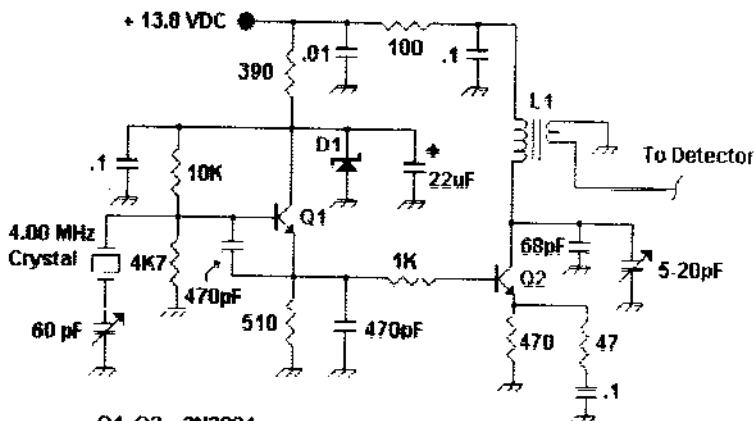 + 13.8 VDC
100
.01
.1
390
L1
D1
+
To Detector
.1
10K
22uF
Q1
4.00 MHz
Crystal
4K7
1K
68pF
Q2
5-20pF
470pF
60 pF
510
470pF
470
47
.1